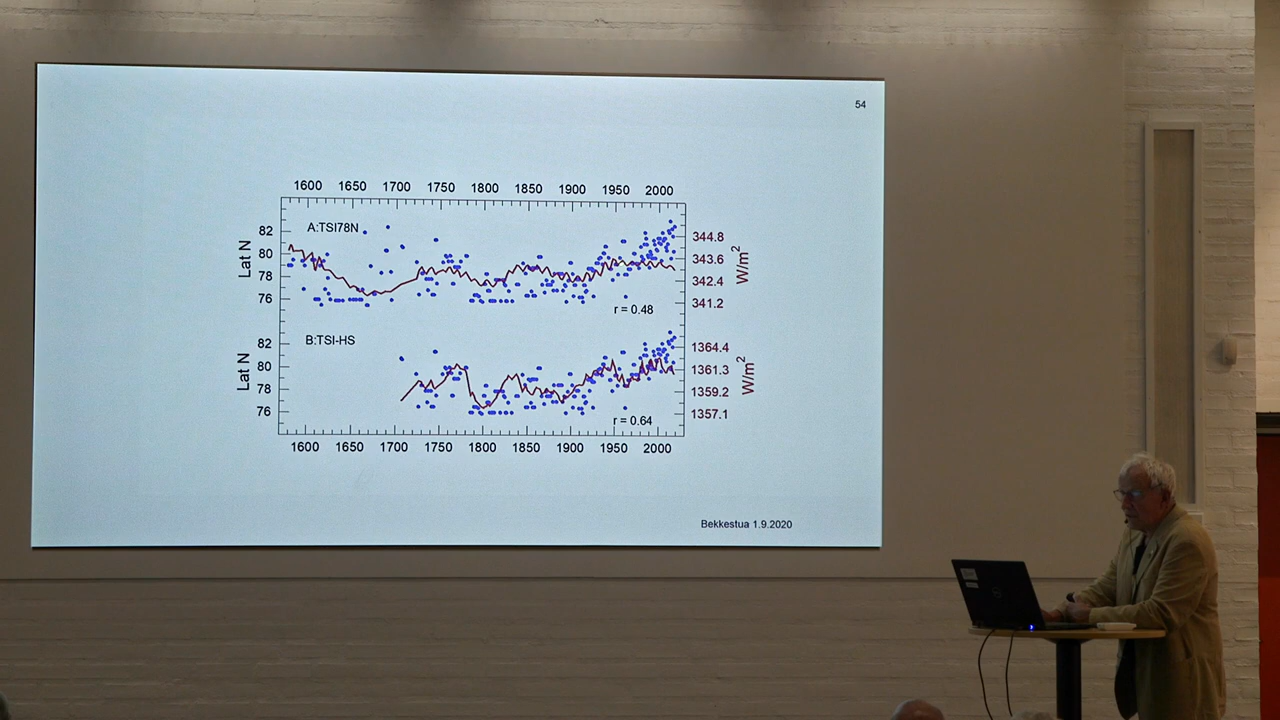 54
1600 1650 1700 1750 1800 1850 1900 1950 2000
A:TSI78N
82
80
78
76
Lat N
344.8
343.6
342.4
341.2
W/m²
r = 0.48
B:TSI-HS
82
80
78
76
Lat N
1364.4
1361.3
1359.2
1357.1
W/m²
r = 0.64
1600 1650 1700 1750 1800 1850 1900 1950 2000
Bekkestua 1.9.2020